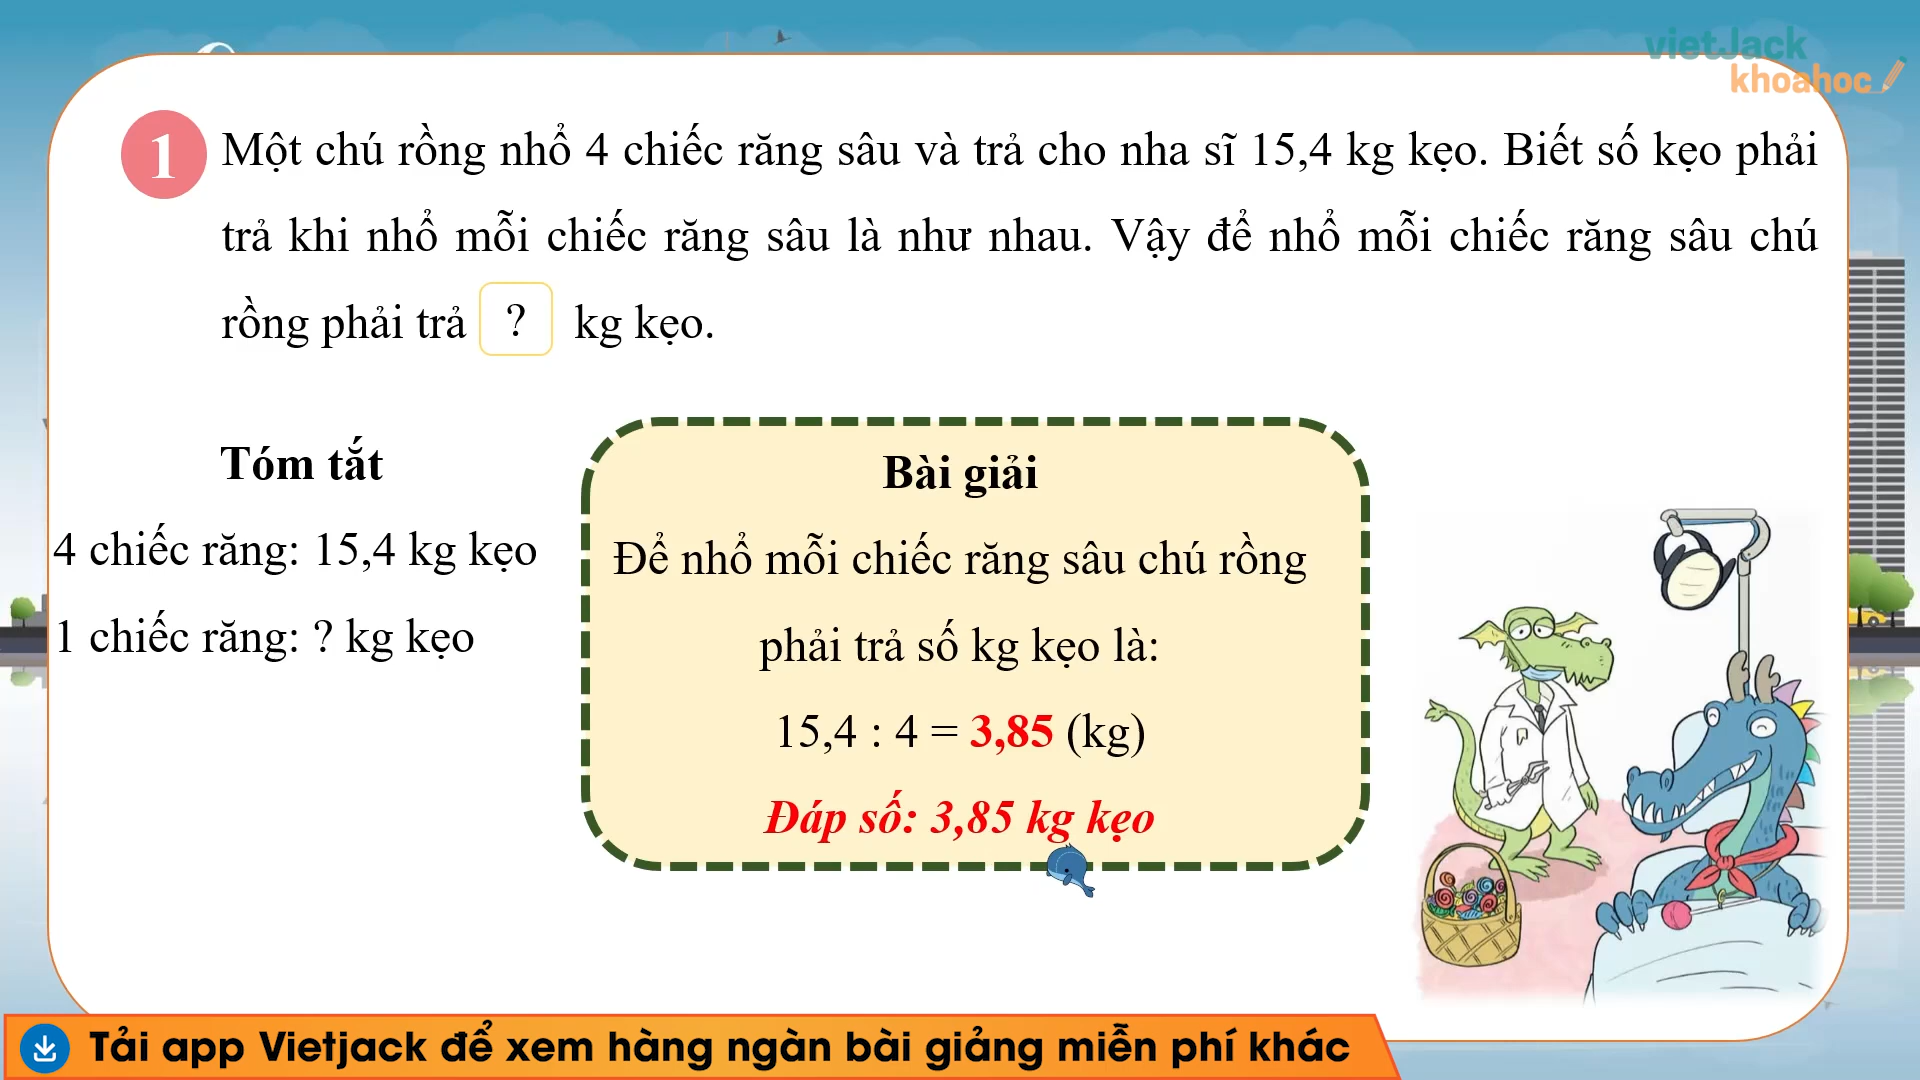 vietJack
khoahoc
1 Một chú rồng nhổ 4 chiếc răng sâu và trả cho nha sĩ 15,4 kg kẹo. Biết số kẹo phải
trả khi nhổ mỗi chiếc răng sâu là như nhau. Vậy để nhổ mỗi chiếc răng sâu chú
rồng phải trả ? kg kẹo.
Tóm tắt
4 chiếc răng: 15,4 kg kẹo
1 chiếc răng: ? kg kẹo
Bài giải
Để nhổ mỗi chiếc răng sâu chú rồng
phải trả số kg kẹo là:
15,4 : 4 = 3,85 (kg)
Đáp số: 3,85 kg kẹo
Tải app Vietjack để xem hàng ngàn bài giảng miễn phí khác